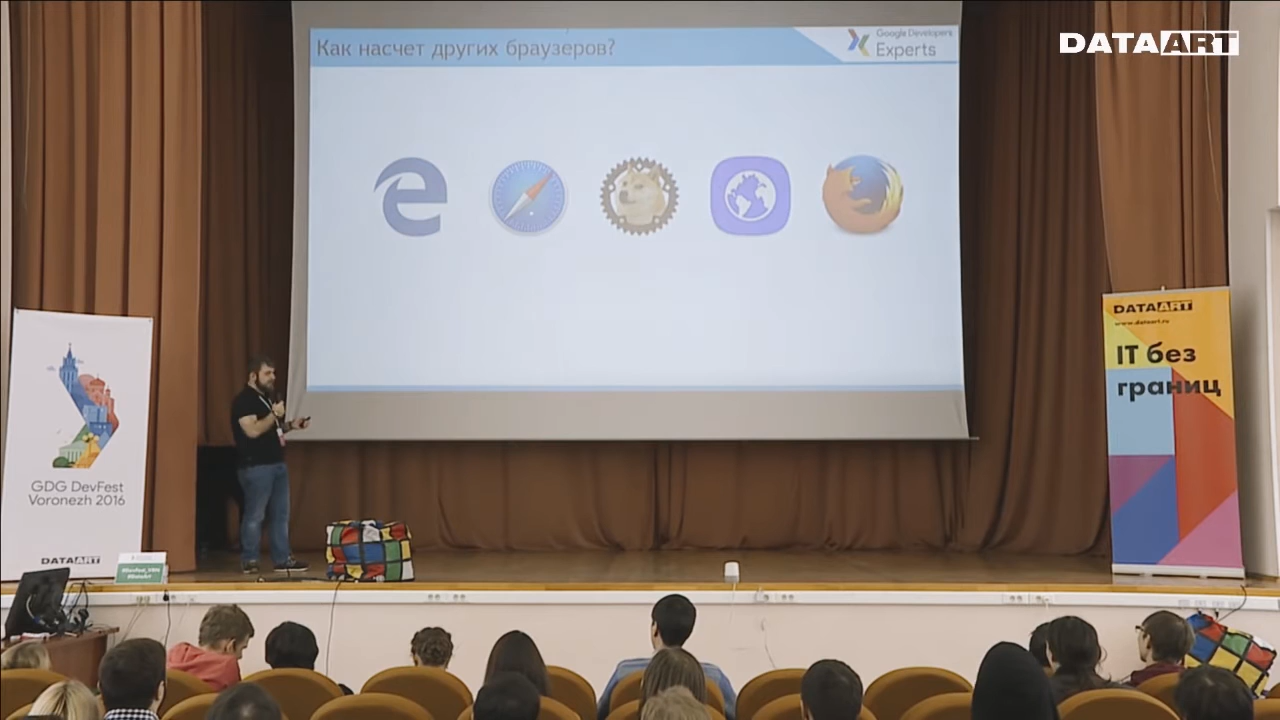 Как насчет других браузеров?
Google Developers
Experts
DATAART
DATAART
www.dataart.ru
IT без
границ
GDG DevFest
Voronezh 2016
DATAART